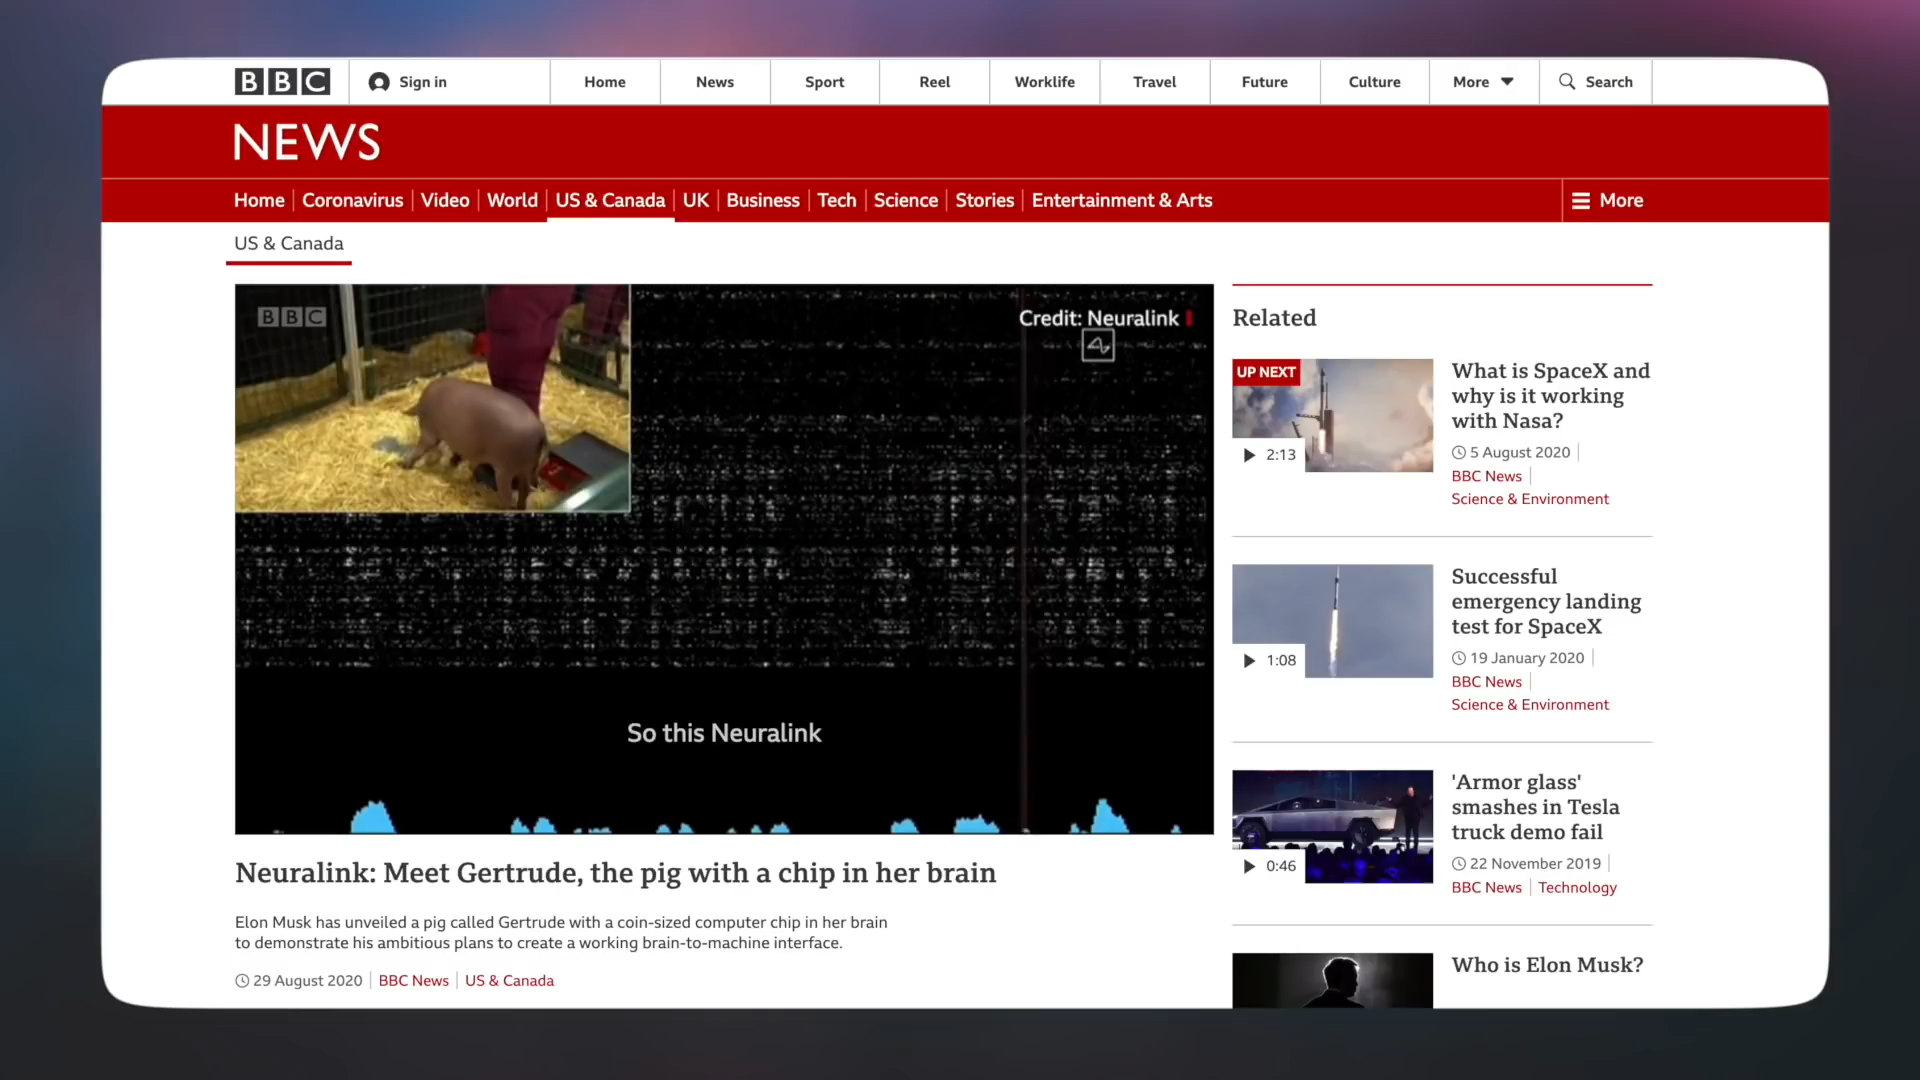 BBC
Sign in
Home
News
Sport
Reel
Worklife
Travel
Future
Culture
More
Search
NEWS
Home
Coronavirus
Video
World
US & Canada
UK
Business
Tech
Science
Stories
Entertainment & Arts
More
US & Canada
BBC
Credit: Neuralink
So this Neuralink
Neuralink: Meet Gertrude, the pig with a chip in her brain
Elon Musk has unveiled a pig called Gertrude with a coin-sized computer chip in her brain
to demonstrate his ambitious plans to create a working brain-to-machine interface.
29 August 2020
BBC News
US & Canada
Related
UP NEXT
2:13
What is SpaceX and
why is it working
with Nasa?
5 August 2020
BBC News
Science & Environment
1:08
Successful
emergency landing
test for SpaceX
19 January 2020
BBC News
Science & Environment
0:46
'Armor glass'
smashes in Tesla
truck demo fail
22 November 2019
BBC News
Technology
Who is Elon Musk?